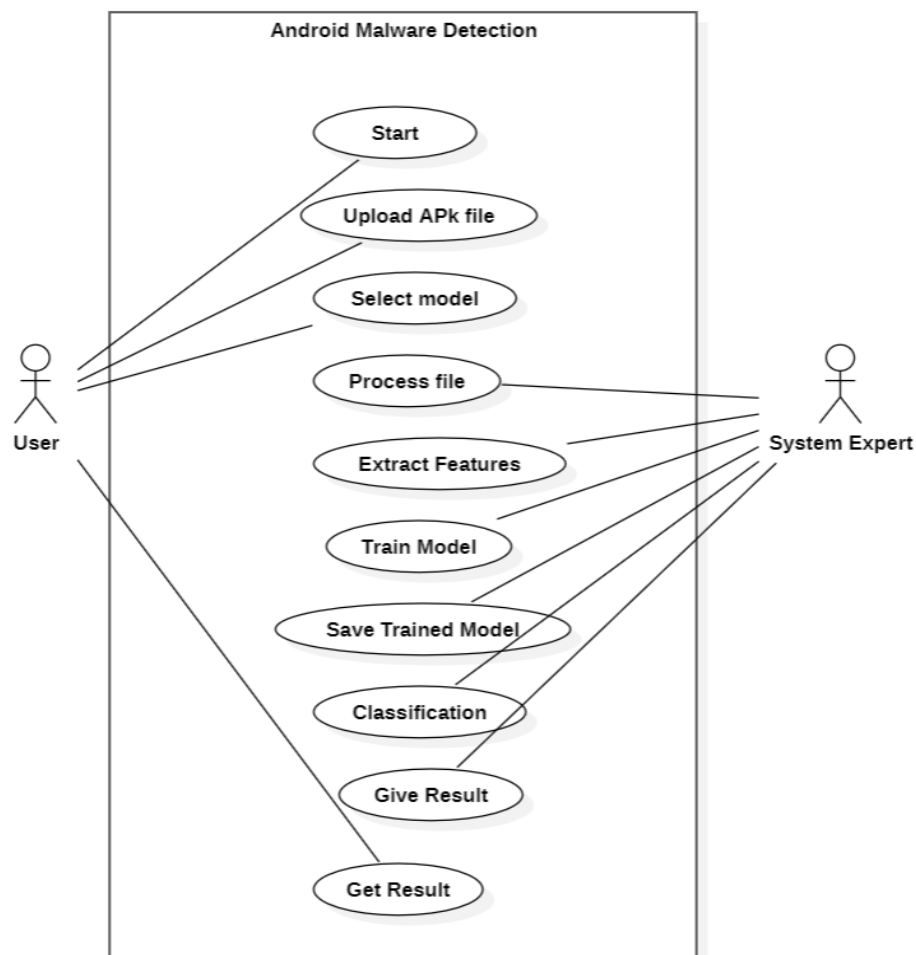 Android Malware Detection
Start
Upload APk file
Select model
Process file
User
System Expert
Extract Features
Train Model
Save Trained Model
Classification
Give Result
Get Result